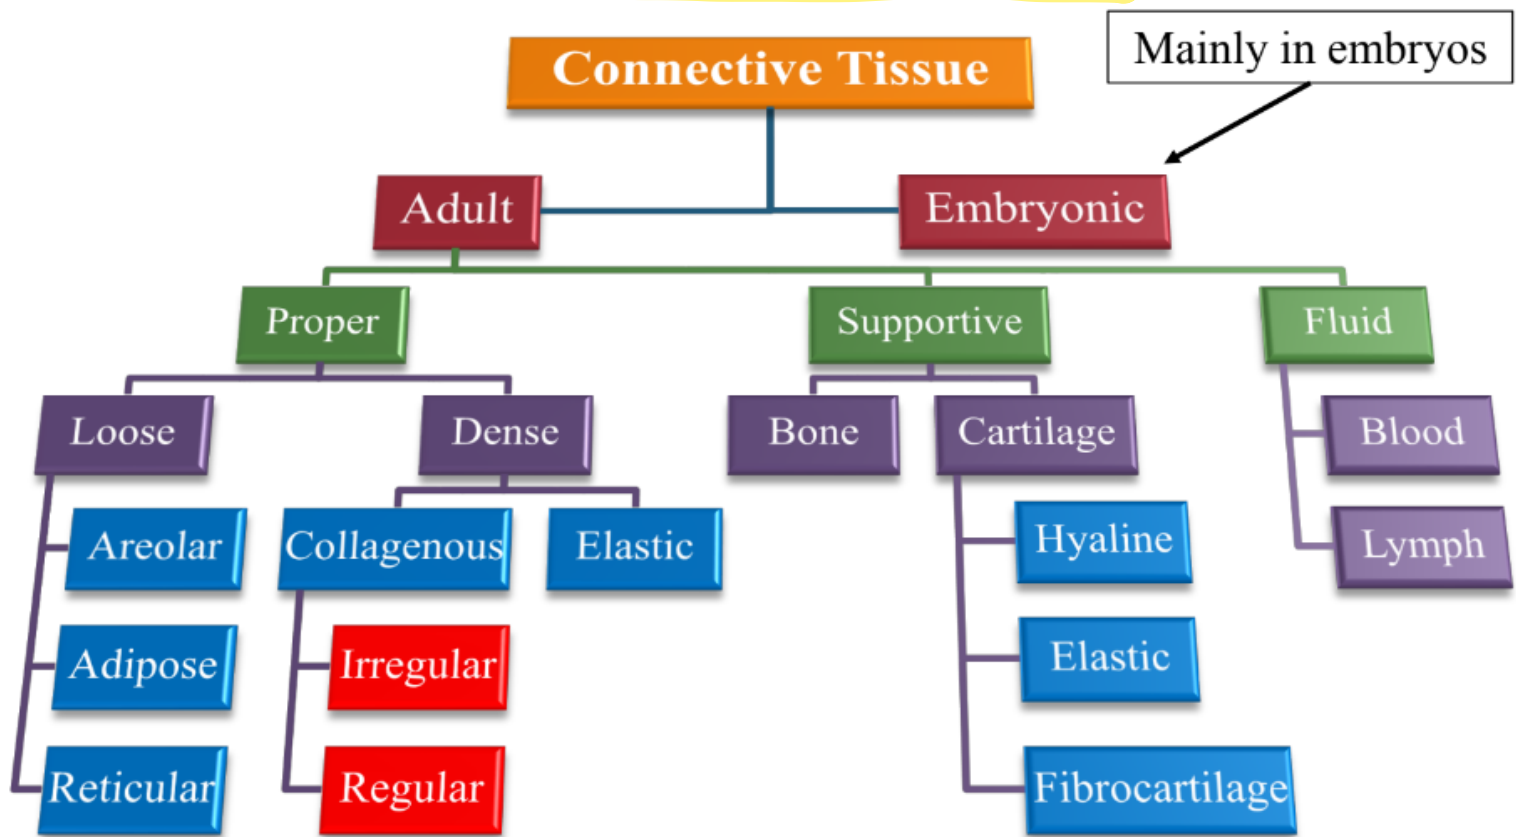 Mainly in embryos
Connective Tissue
Adult
Embryonic
Proper
Supportive
Fluid
Loose
Dense
Bone
Cartilage
Blood
Areolar
Collagenous
Elastic
Hyaline
Lymph
Adipose
Irregular
Elastic
Reticular
Regular
Fibrocartilage